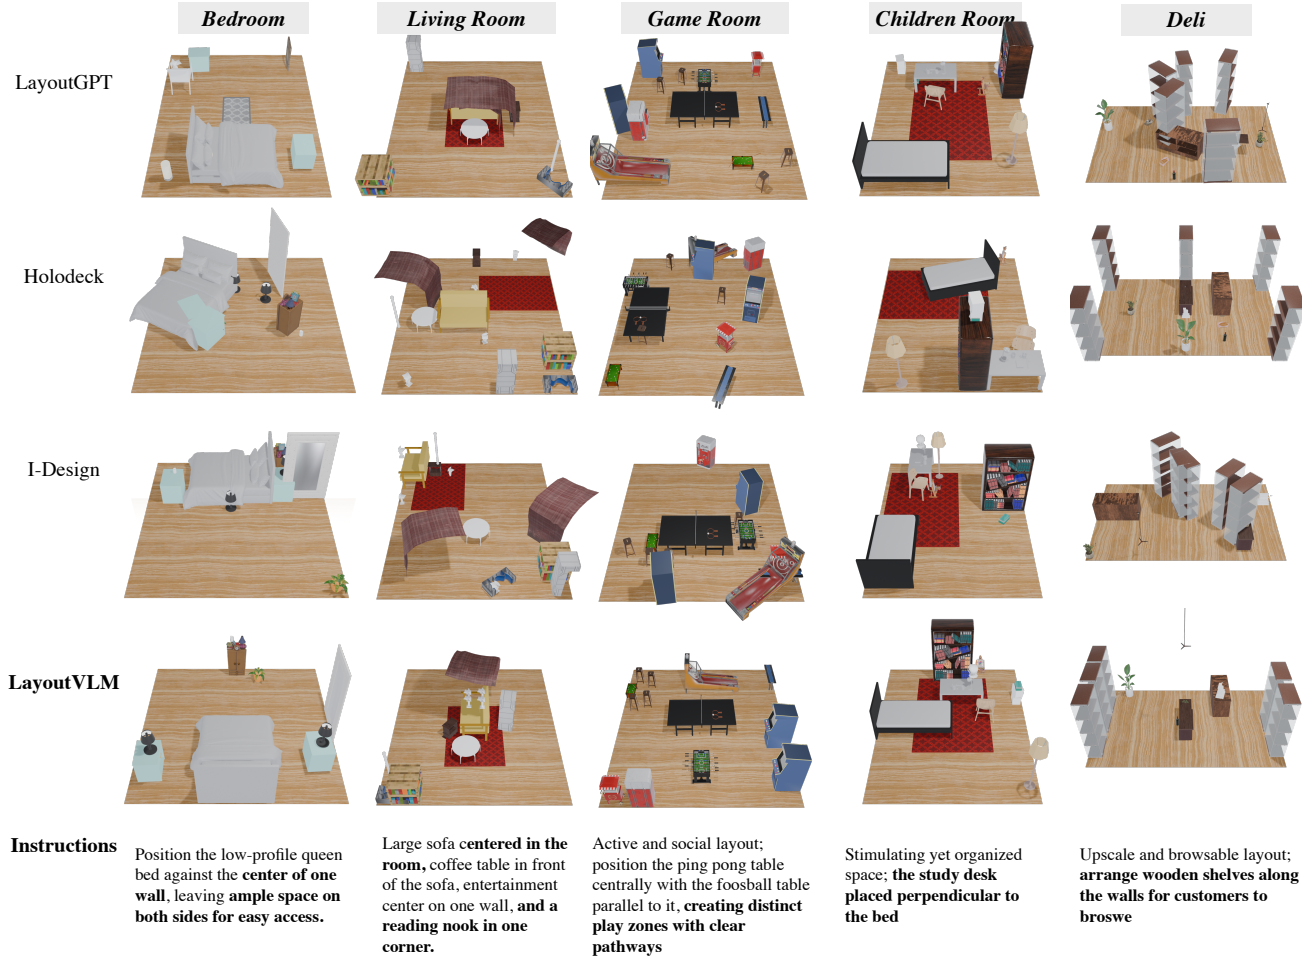 Bedroom
Living Room
Game Room
Children Room
Deli
LayoutGPT
Holodeck
I-Design
LayoutVLM
Instructions
Position the low-profile queen
bed against the center of one
wall, leaving ample space on
both sides for easy access.
Large sofa centered in the
room, coffee table in front
of the sofa, entertainment
center on one wall, and a
reading nook in one
corner.
Active and social layout;
position the ping pong table
centrally with the foosball table
parallel to it, creating distinct
play zones with clear
pathways
Stimulating yet organized
space; the study desk
placed perpendicular to
the bed
Upscale and browsable layout;
arrange wooden shelves along
the walls for customers to
broswe